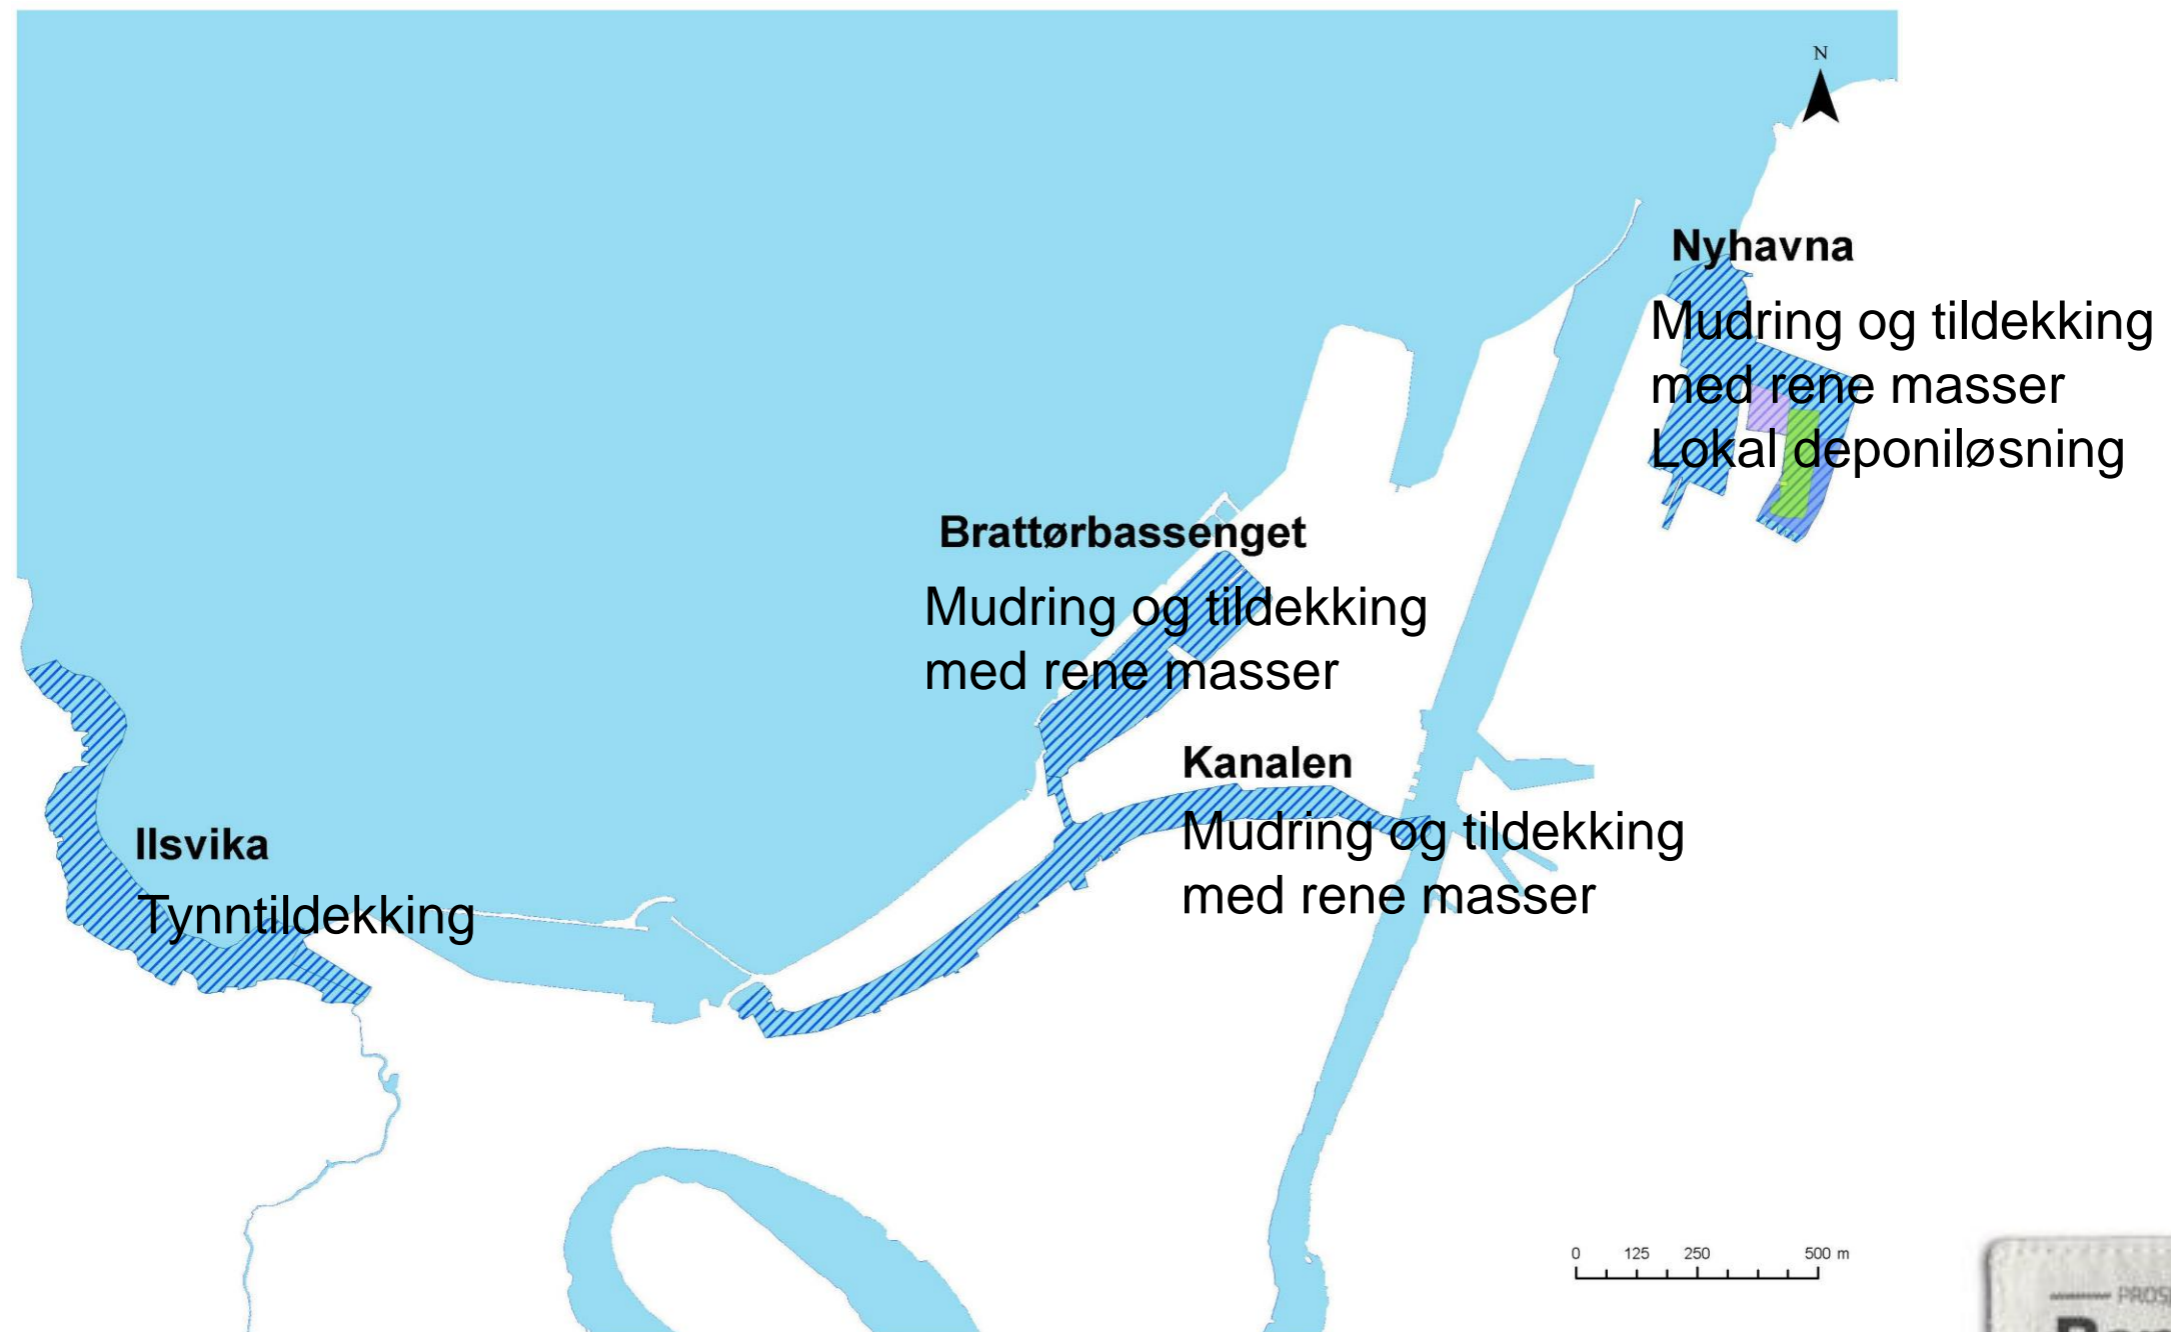 N
Nyhavna
Mudring og tildekking
med rene masser
Lokal deponiløsning
Brattørbassenget
Mudring og tildekking
med rene masser
Kanalen
Mudring og tildekking
med rene masser
Ilsvika
Tynntildekking
0 125 250 500 m